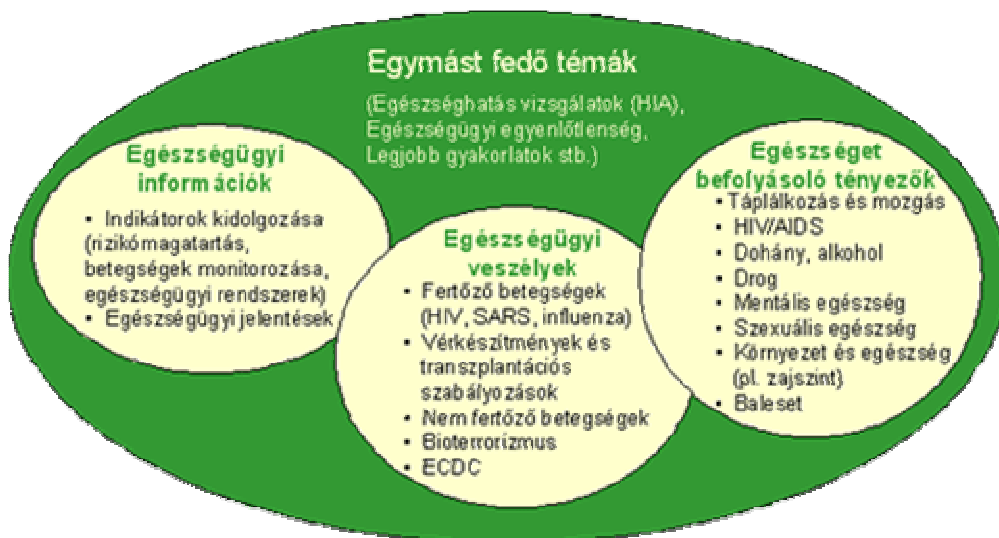 Egymást fedő témák
(Egészséghatás vizsgálatok (HIA),
Egészségügyi egyenlőtlenség,
Legjobb gyakorlatok stb.)
Egészségügyi
információk
• Indikátorok kidolgozása
(rizikómagatartás,
betegségek monitorozása,
egészségügyi rendszerek)
• Egészségügyi jelentések
Egészségügyi
veszélyek
• Fertőző betegségek
(HIV, SARS, influenza)
• Vérkészítmények és
transzplantációs
szabályozások
• Nem fertőző betegségek
• Bioterrorizmus
• ECDC
Egészséget
befolyásoló tényezők
• Táplálkozás és mozgás
• HIV/AIDS
• Dohány, alkohol
• Drog
• Mentális egészség
• Szexuális egészség
• Környezet és egészség
(pl. zajszint)
• Baleset